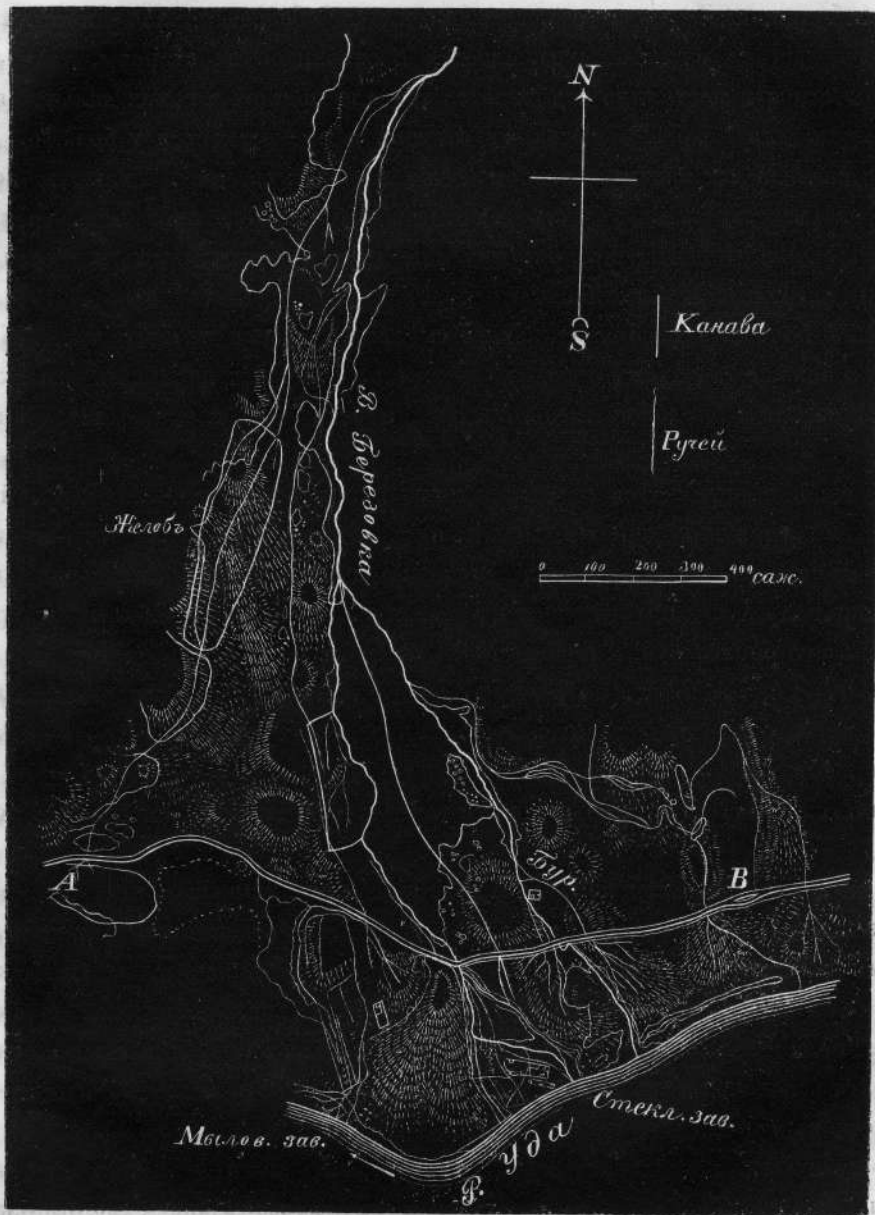 N
S
Канава
Ручей
В. Березовка
Желобъ
0 100 200 300 400 саж.
Бур.
A
B
Стекл. зав.
Мылов. зав.
Р. Уда